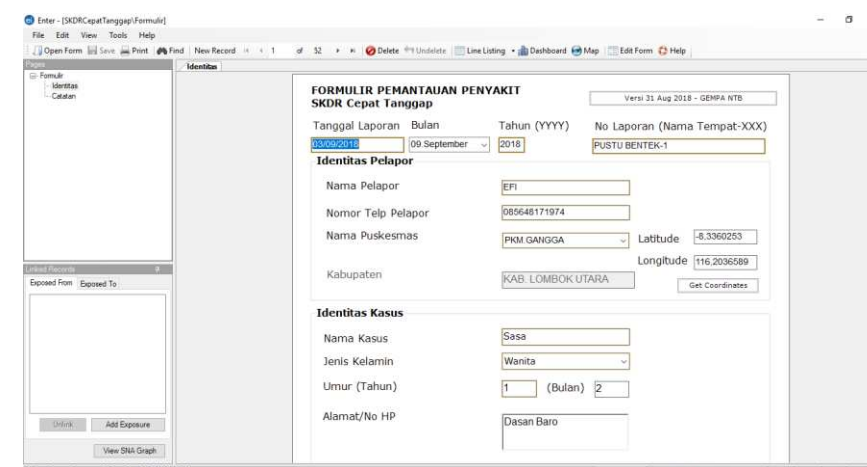 Enter - [SKDRCepatTanggap\Formulir]
File Edit View Tools Help
Open Form Save Print Find New Record 1 of 52 Delete Undelete Line Listing Dashboard Map Edit Form Help
Pages
Formulir
Identitas
Catatan
Identitas
FORMULIR PEMANTAUAN PENYAKIT
SKDR Cepat Tanggap
Versi 31 Aug 2018 - GEMPA NTB
Tanggal Laporan Bulan Tahun (YYYY) No Laporan (Nama Tempat-XXX)
03/09/2018 09.September 2018 PUSTU BENTEK-1
Identitas Pelapor
Nama Pelapor EFI
Nomor Telp Pelapor 085648171974
Nama Puskesmas PKM.GANGGA Latitude -8,3360253
Longitude 116,2036589
Kabupaten KAB. LOMBOK UTARA Get Coordinates
Linked Records
Exposed From Exposed To
Identitas Kasus
Nama Kasus Sasa
Jenis Kelamin Wanita
Umur (Tahun) 1 (Bulan) 2
Alamat/No HP Dasan Baro
Unlink Add Exposure
View SNA Graph